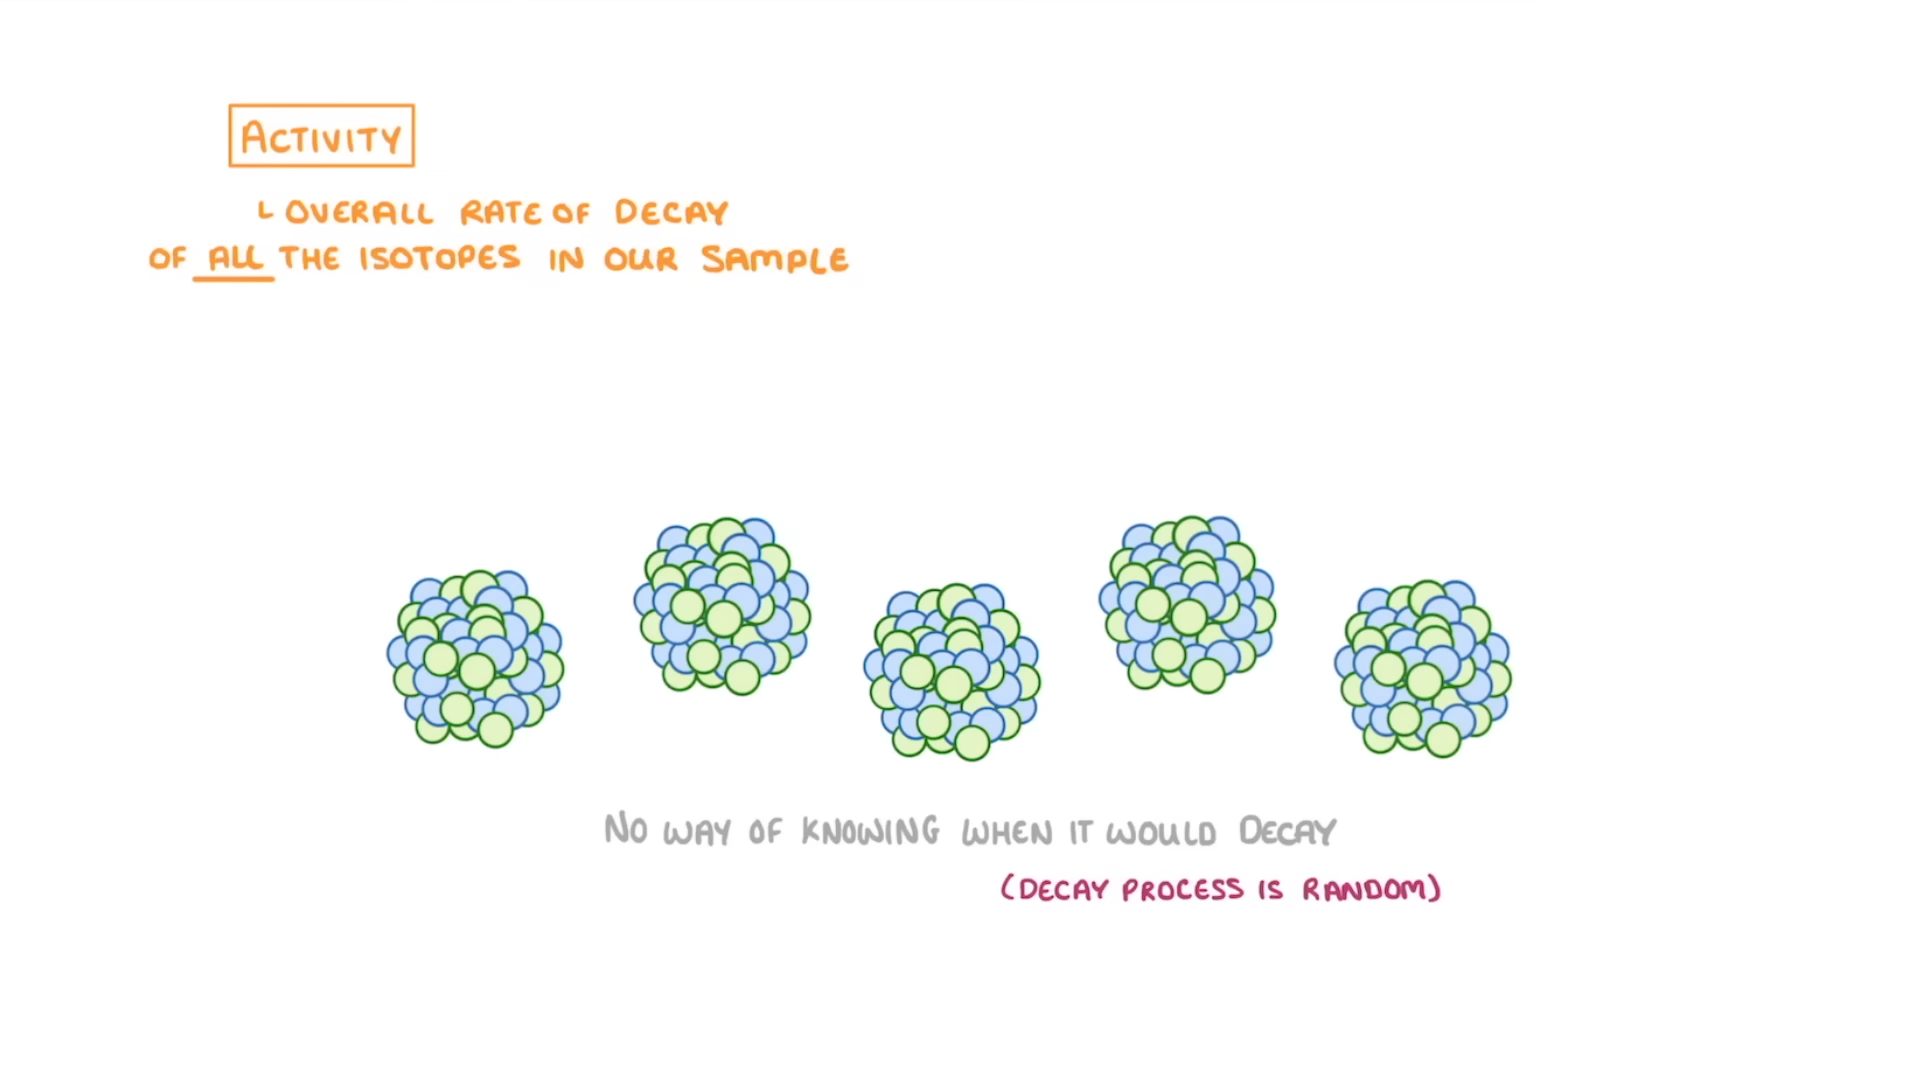 ACTIVITY
└ OVERALL RATE OF DECAY
OF ALL THE ISOTOPES IN OUR SAMPLE
NO WAY OF KNOWING WHEN IT WOULD DECAY
(DECAY PROCESS IS RANDOM)